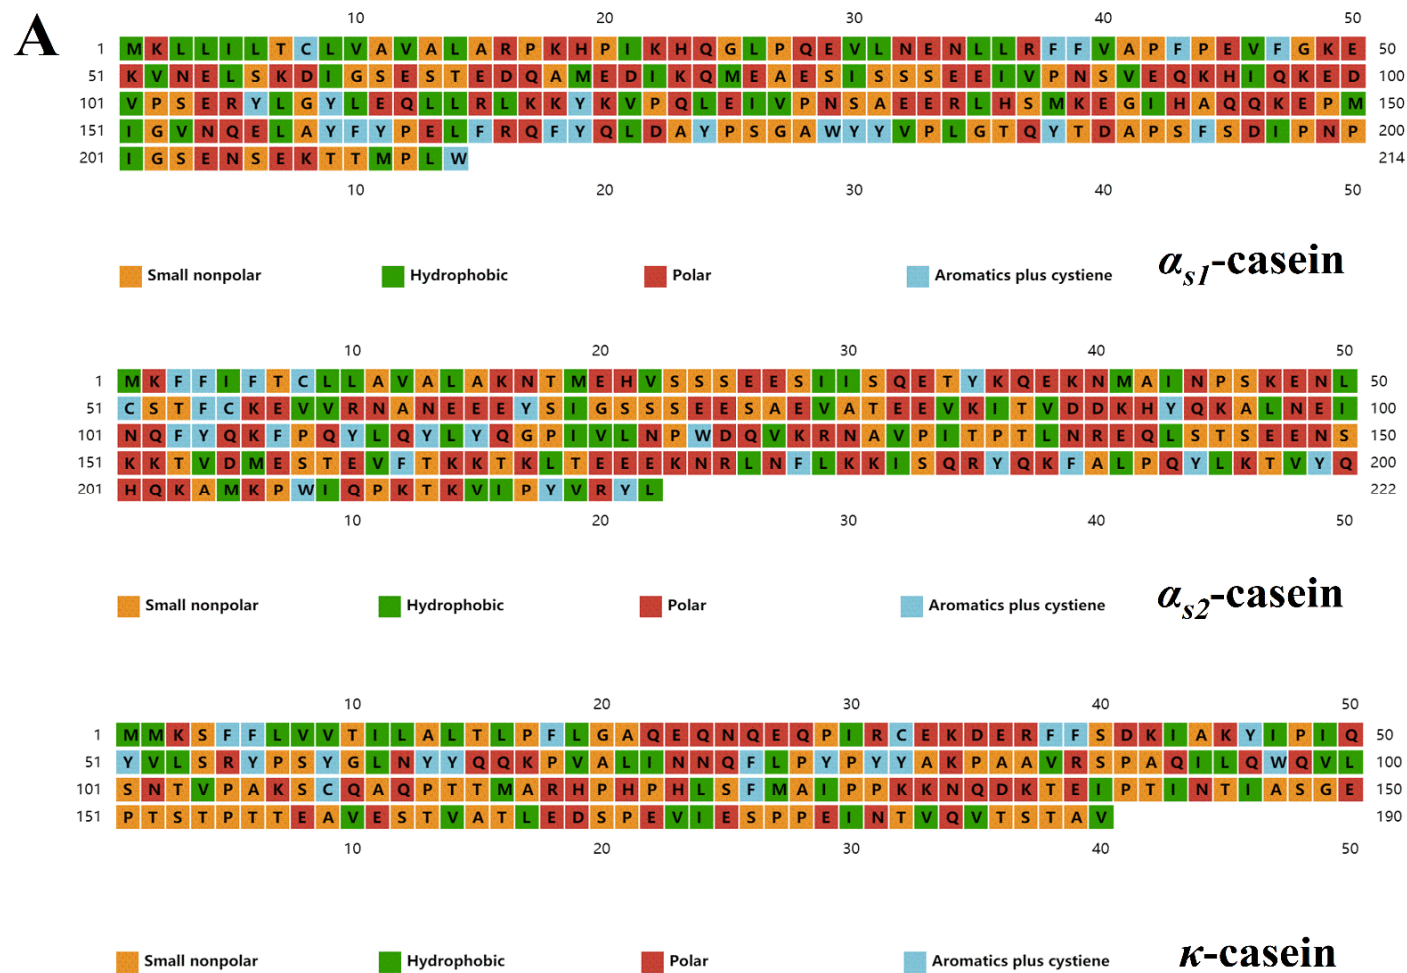 A
10 20 30 40 50
1 M K L L I L T C L V A V A L A R P K H P I K H Q G L P Q E V L N E N L L R F F V A P F P E V F G K E 50
51 K V N E L S K D I G S E S T E D Q A M E D I K Q M E A E S I S S S E E I V P N S V E Q K H I Q K E D 100
101 V P S E R Y L G Y L E Q L L R L K K Y K V P Q L E I V P N S A E E R L H S M K E G I H A Q Q K E P M 150
151 I G V N Q E L A Y F Y P E L F R Q F Y Q L D A Y P S G A W Y Y V P L G T Q Y T D A P S F S D I P N P 200
201 I G S E N S E K T T M P L W 214
10 20 30 40 50
Small nonpolar Hydrophobic Polar Aromatics plus cystiene
αs1-casein
10 20 30 40 50
1 M K F F I F T C L L A V A L A K N T M E H V S S S E E S I I S Q E T Y K Q E K N M A I N P S K E N L 50
51 C S T F C K E V V R N A N E E E Y S I G S S S E E S A E V A T E E V K I T V D D K H Y Q K A L N E I 100
101 N Q F Y Q K F P Q Y L Q Y L Y Q G P I V L N P W D Q V K R N A V P I T P T L N R E Q L S T S E E N S 150
151 K K T V D M E S T E V F T K K T K L T E E E K N R L N F L K K I S Q R Y Q K F A L P Q Y L K T V Y Q 200
201 H Q K A M K P W I Q P K T K V I P Y V R Y L 222
10 20 30 40 50
Small nonpolar Hydrophobic Polar Aromatics plus cystiene
αs2-casein
10 20 30 40 50
1 M M K S F F L V V T I L A L T L P F L G A Q E Q N Q E Q P I R C E K D E R F F S D K I A K Y I P I Q 50
51 Y V L S R Y P S Y G L N Y Y Q Q K P V A L I N N Q F L P Y P Y Y A K P A A V R S P A Q I L Q W Q V L 100
101 S N T V P A K S C Q A Q P T T M A R H P H P H L S F M A I P P K K N Q D K T E I P T I N T I A S G E 150
151 P T S T P T T E A V E S T V A T L E D S P E V I E S P P E I N T V Q V T S T A V 190
10 20 30 40 50
Small nonpolar Hydrophobic Polar Aromatics plus cystiene
κ-casein